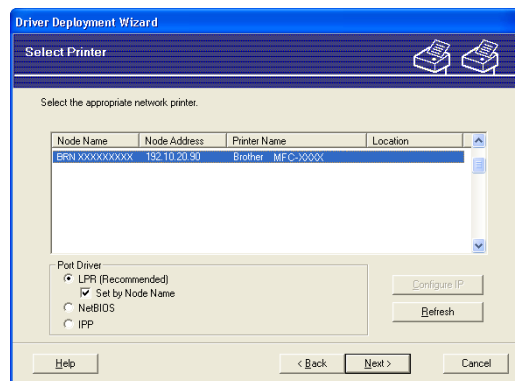 Driver Deployment Wizard
Select Printer
Select the appropriate network printer.
Node Name Node Address Printer Name Location
BRN XXXXXXXXX 192.10.20.90 Brother MFC-XXXX
Port Driver
LPR (Recommended)
Set by Node Name
NetBIOS
IPP
Configure IP
Refresh
Help < Back Next > Cancel